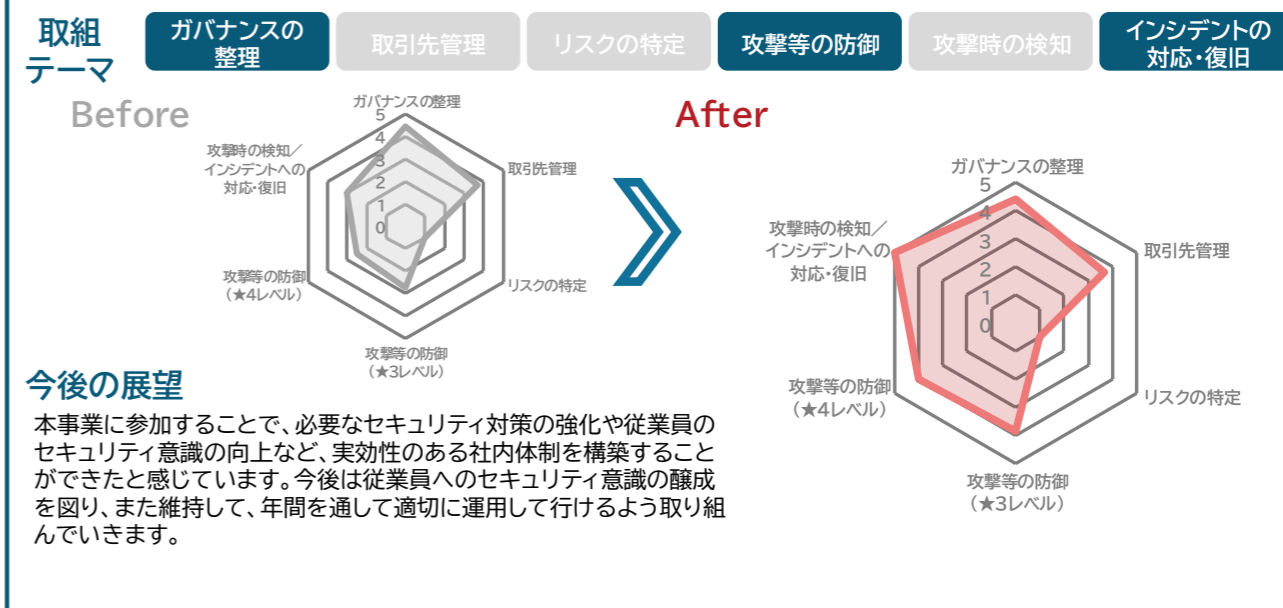 取組
テーマ
ガバナンスの
整理
取引先管理
リスクの特定
攻撃等の防御
攻撃時の検知
インシデントの
対応・復旧
Before
ガバナンスの整理
5
4
3
2
1
0
取引先管理
リスクの特定
攻撃等の防御
(★3レベル)
攻撃等の防御
(★4レベル)
攻撃時の検知/
インシデントへの
対応・復旧
After
ガバナンスの整理
5
4
3
2
1
0
取引先管理
リスクの特定
攻撃等の防御
(★3レベル)
攻撃等の防御
(★4レベル)
攻撃時の検知/
インシデントへの
対応・復旧
今後の展望
本事業に参加することで、必要なセキュリティ対策の強化や従業員の
セキュリティ意識の向上など、実効性のある社内体制を構築すること
ができたと感じています。今後は従業員へのセキュリティ意識の醸成
を図り、また維持して、年間を通して適切に運用して行けるよう取り組
んでいきます。